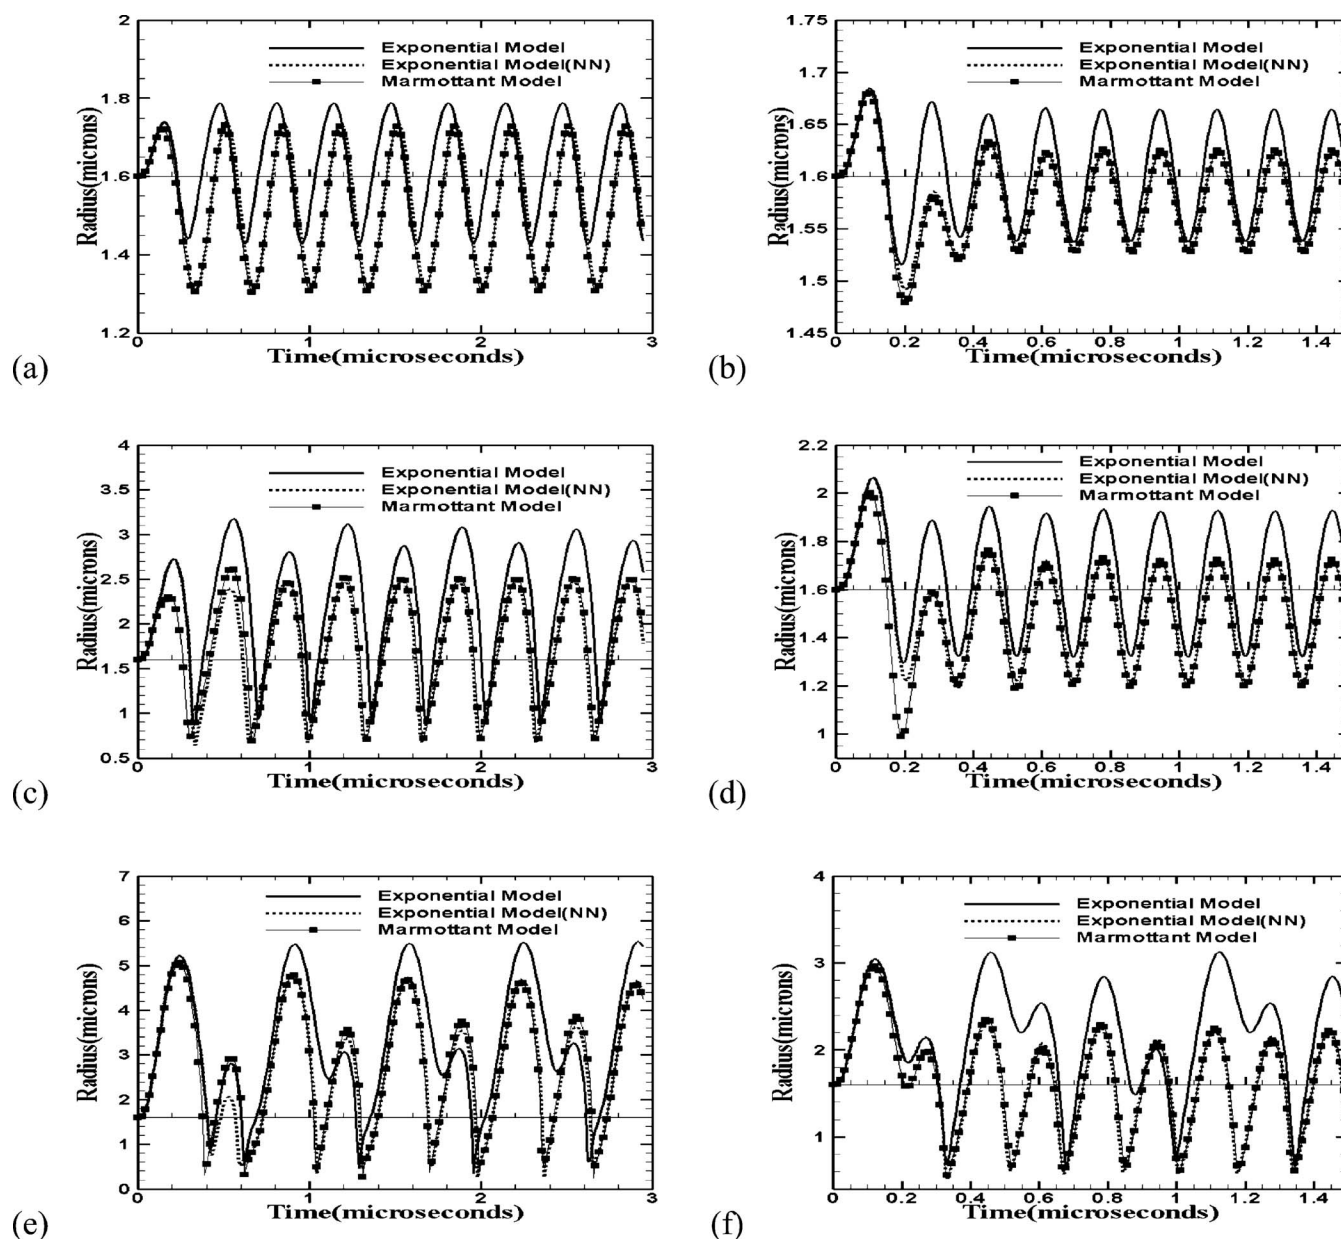 2
Exponential Model
Exponential Model(NN)
Marmottant Model
1.8
1.6
1.4
1.2
Radius(microns)
0 1 2 3
Time(microseconds)
(a)
1.75
Exponential Model
Exponential Model(NN)
Marmottant Model
1.7
1.65
1.6
1.55
1.5
1.45
Radius(microns)
0 0.2 0.4 0.6 0.8 1 1.2 1.4
Time(microseconds)
(b)
4
Exponential Model
Exponential Model(NN)
Marmottant Model
3.5
3
2.5
2
1.5
1
0.5
Radius(microns)
0 1 2 3
Time(microseconds)
(c)
2.2
Exponential Model
Exponential Model(NN)
Marmottant Model
2
1.8
1.6
1.4
1.2
1
Radius(microns)
0 0.2 0.4 0.6 0.8 1 1.2 1.4
Time(microseconds)
(d)
7
Exponential Model
Exponential Model(NN)
Marmottant Model
6
5
4
3
2
1
0
Radius(microns)
0 1 2 3
Time(microseconds)
(e)
4
Exponential Model
Exponential Model(NN)
Marmottant Model
3
2
1
Radius(microns)
0 0.2 0.4 0.6 0.8 1 1.2 1.4
Time(microseconds)
(f)